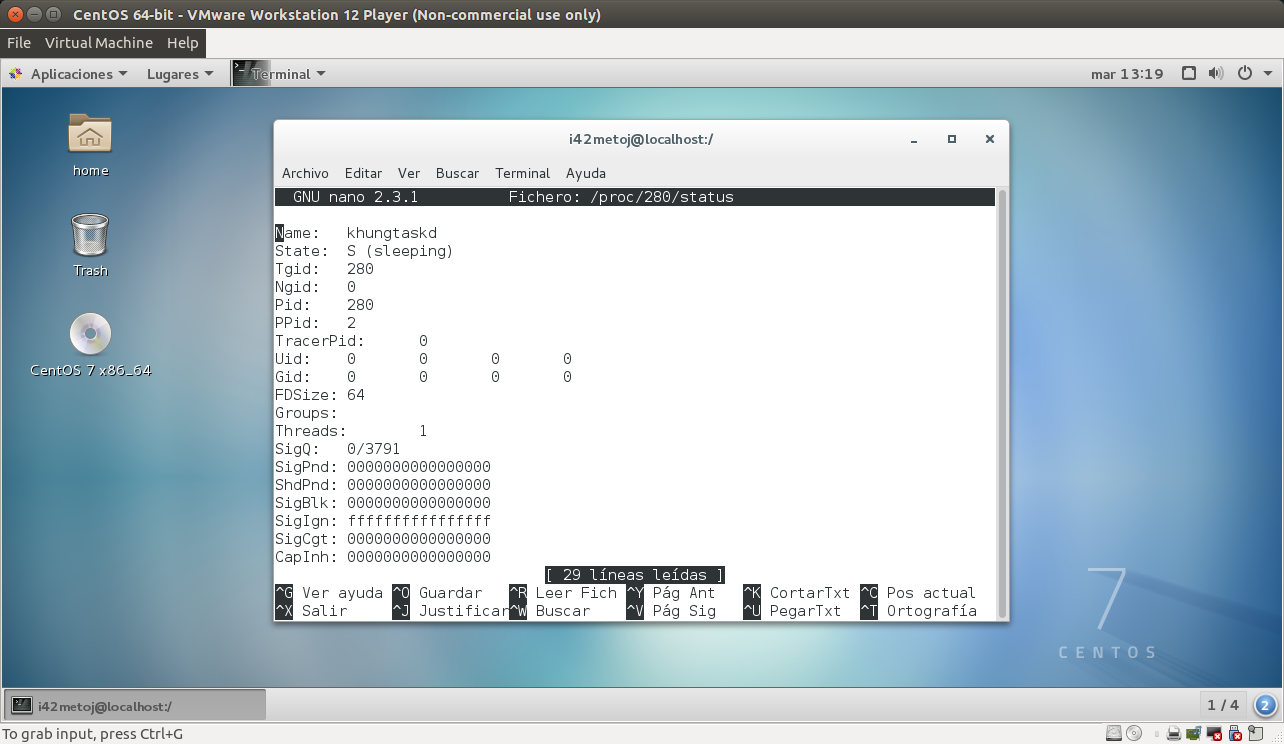 CentOS 64-bit - VMware Workstation 12 Player (Non-commercial use only)
File Virtual Machine Help
Aplicaciones Lugares Terminal mar 13:19
home
Trash
CentOS 7 x86_64
i42metoj@localhost:/
Archivo Editar Ver Buscar Terminal Ayuda
GNU nano 2.3.1 Fichero: /proc/280/status
Name: khungtaskd
State: S (sleeping)
Tgid: 280
Ngid: 0
Pid: 280
PPid: 2
TracerPid: 0
Uid: 0 0 0 0
Gid: 0 0 0 0
FDSize: 64
Groups:
Threads: 1
SigQ: 0/3791
SigPnd: 0000000000000000
ShdPnd: 0000000000000000
SigBlk: 0000000000000000
SigIgn: ffffffffffffffff
SigCgt: 0000000000000000
CapInh: 0000000000000000
[ 29 líneas leídas ]
^G Ver ayuda ^O Guardar ^R Leer Fich ^Y Pág Ant ^K CortarTxt ^C Pos actual
^X Salir ^J Justificar ^W Buscar ^V Pág Sig ^U PegarTxt ^T Ortografía
7
CENTOS
i42metoj@localhost:/ 1 / 4 2
To grab input, press Ctrl+G